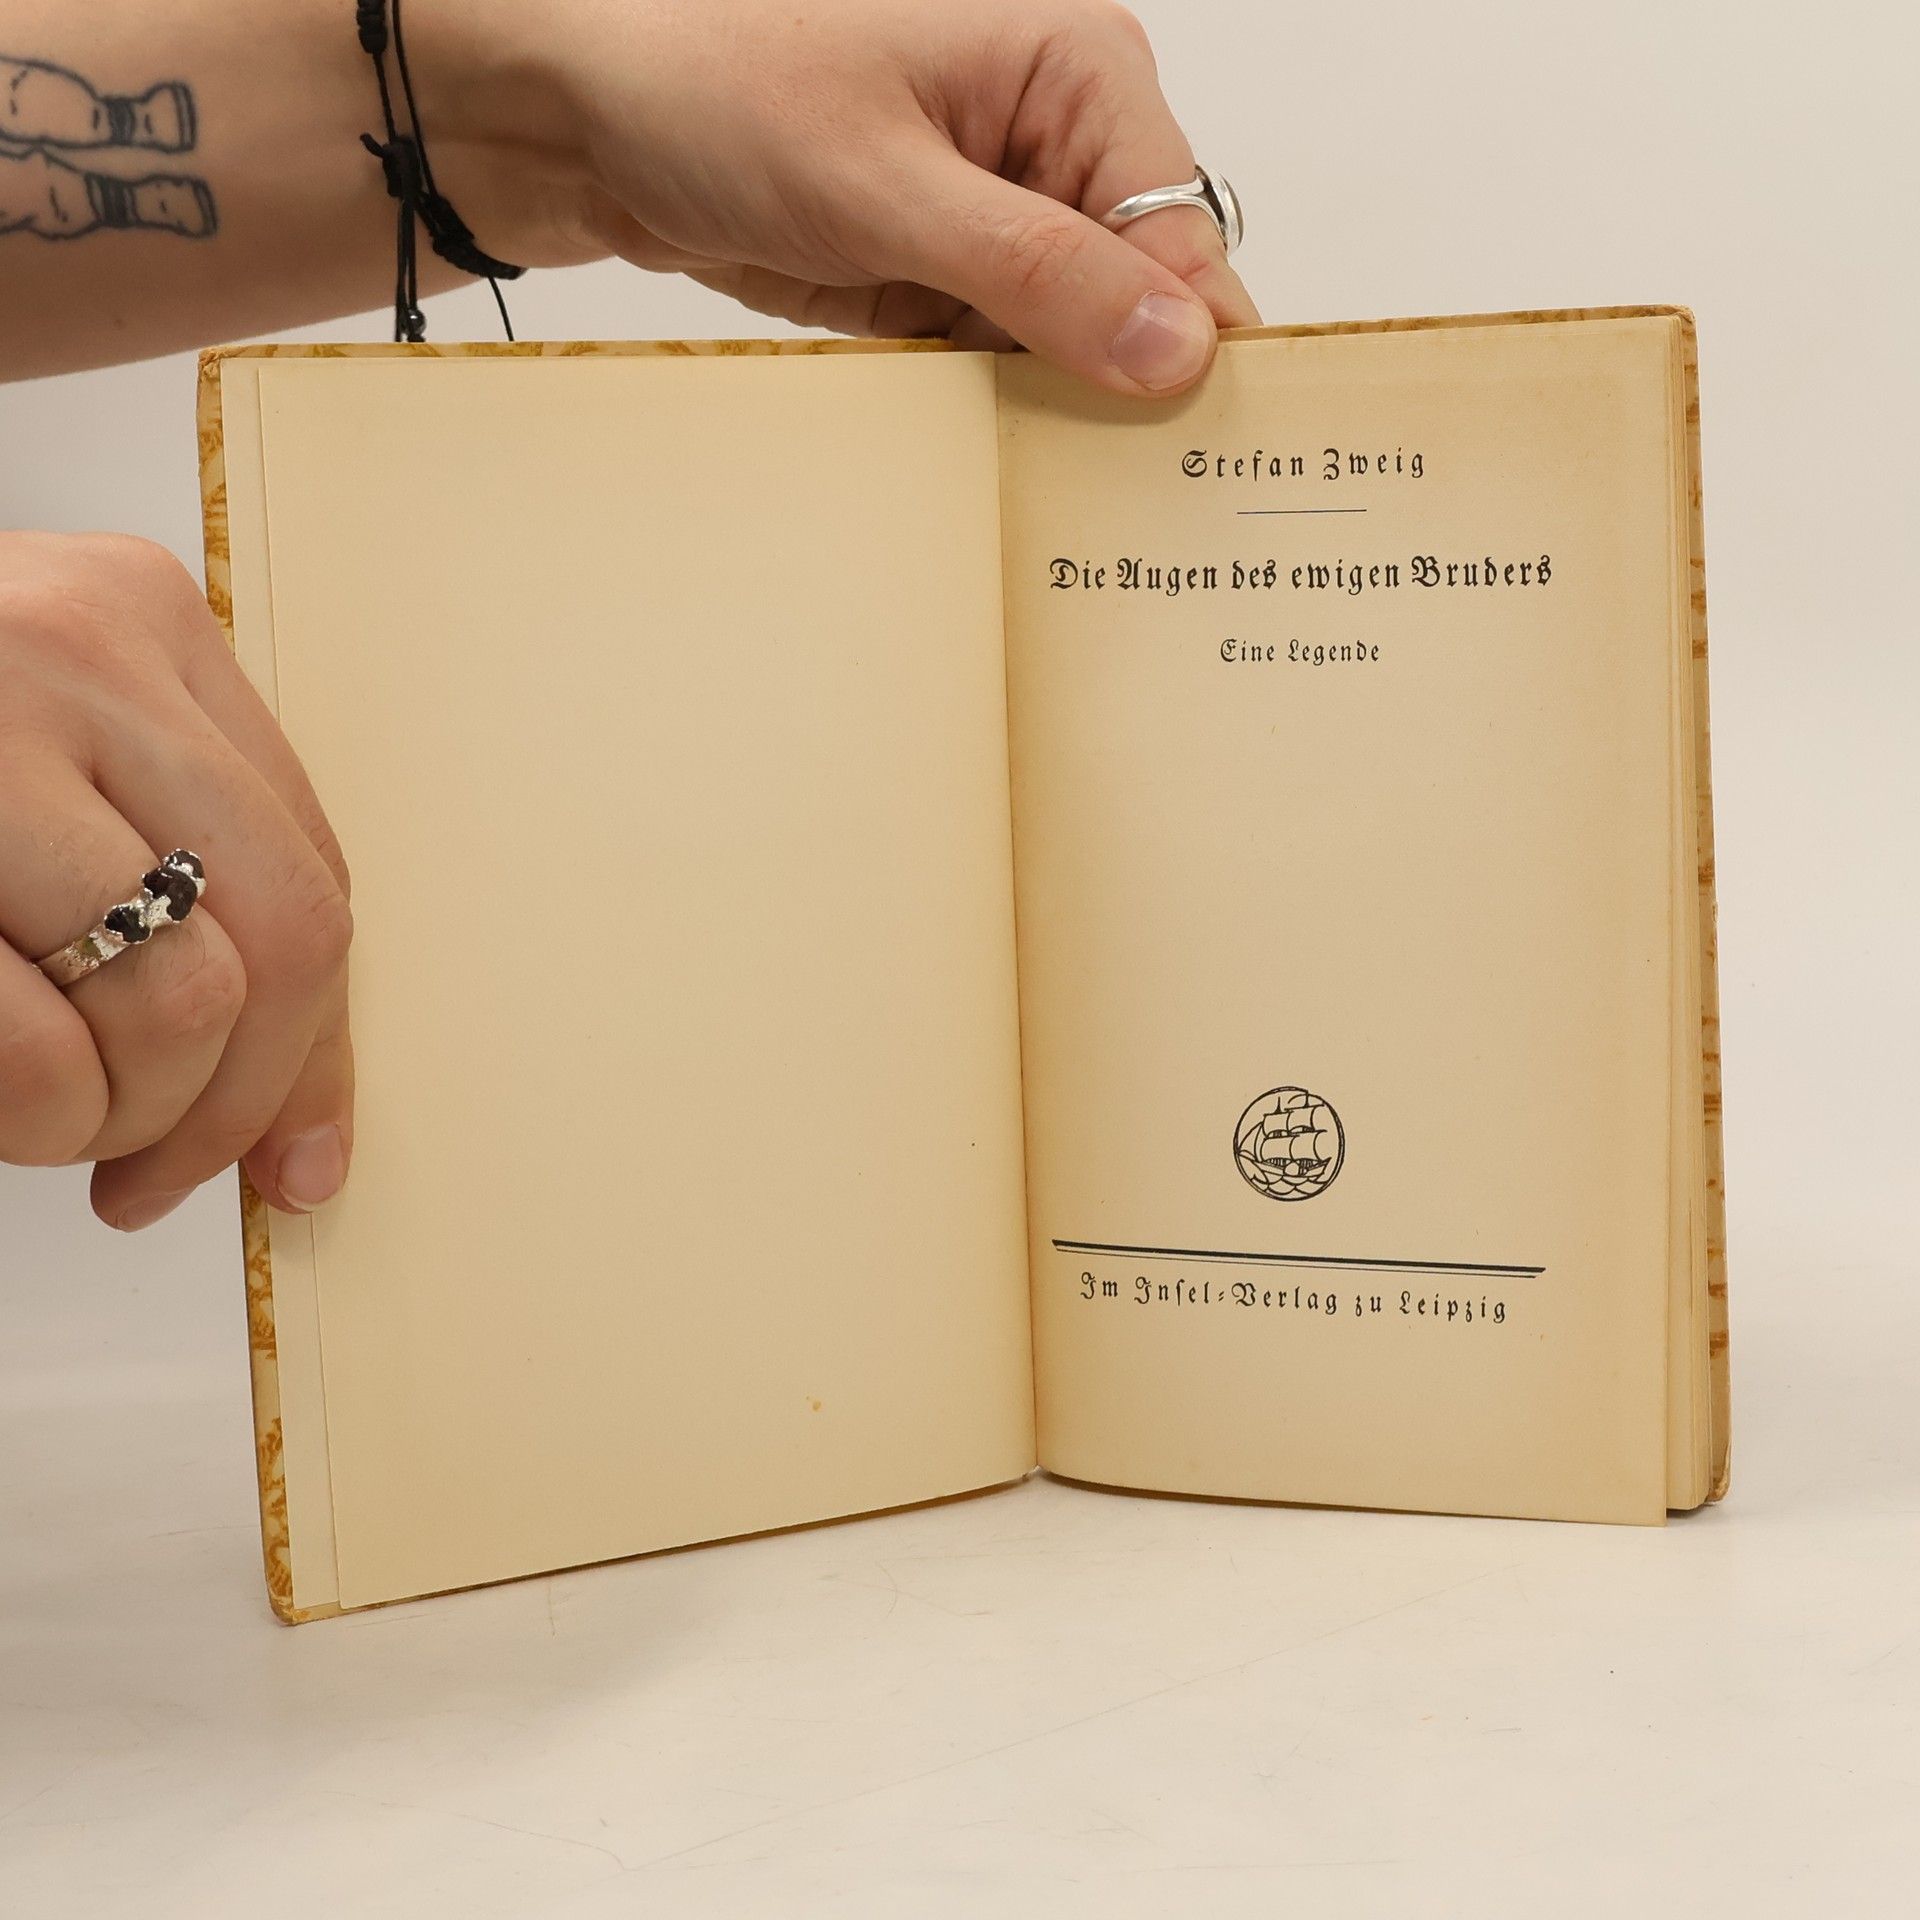 Stefan Zweig
Die Augen des ewigen Bruders
Eine Legende
Im Inſel-Verlag zu Leipzig